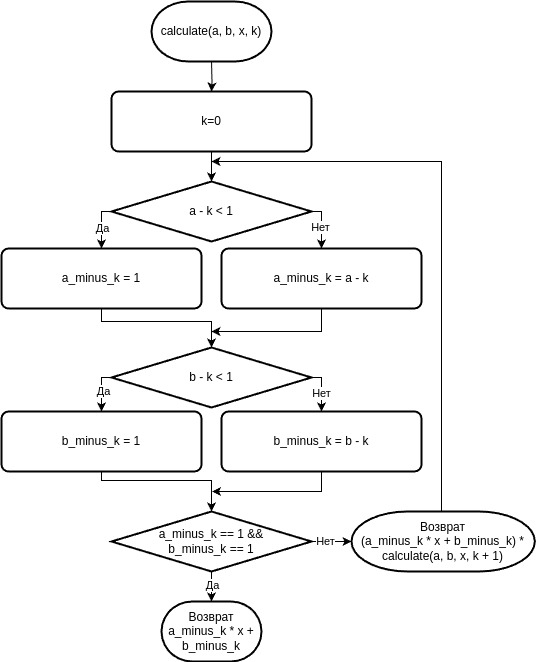 calculate(a, b, x, k)
k=0
a - k < 1
Да
Нет
a_minus_k = 1
a_minus_k = a - k
b - k < 1
Да
Нет
b_minus_k = 1
b_minus_k = b - k
a_minus_k == 1 &&
b_minus_k == 1
Нет
Возврат
(a_minus_k * x + b_minus_k) *
calculate(a, b, x, k + 1)
Да
Возврат
a_minus_k * x +
b_minus_k